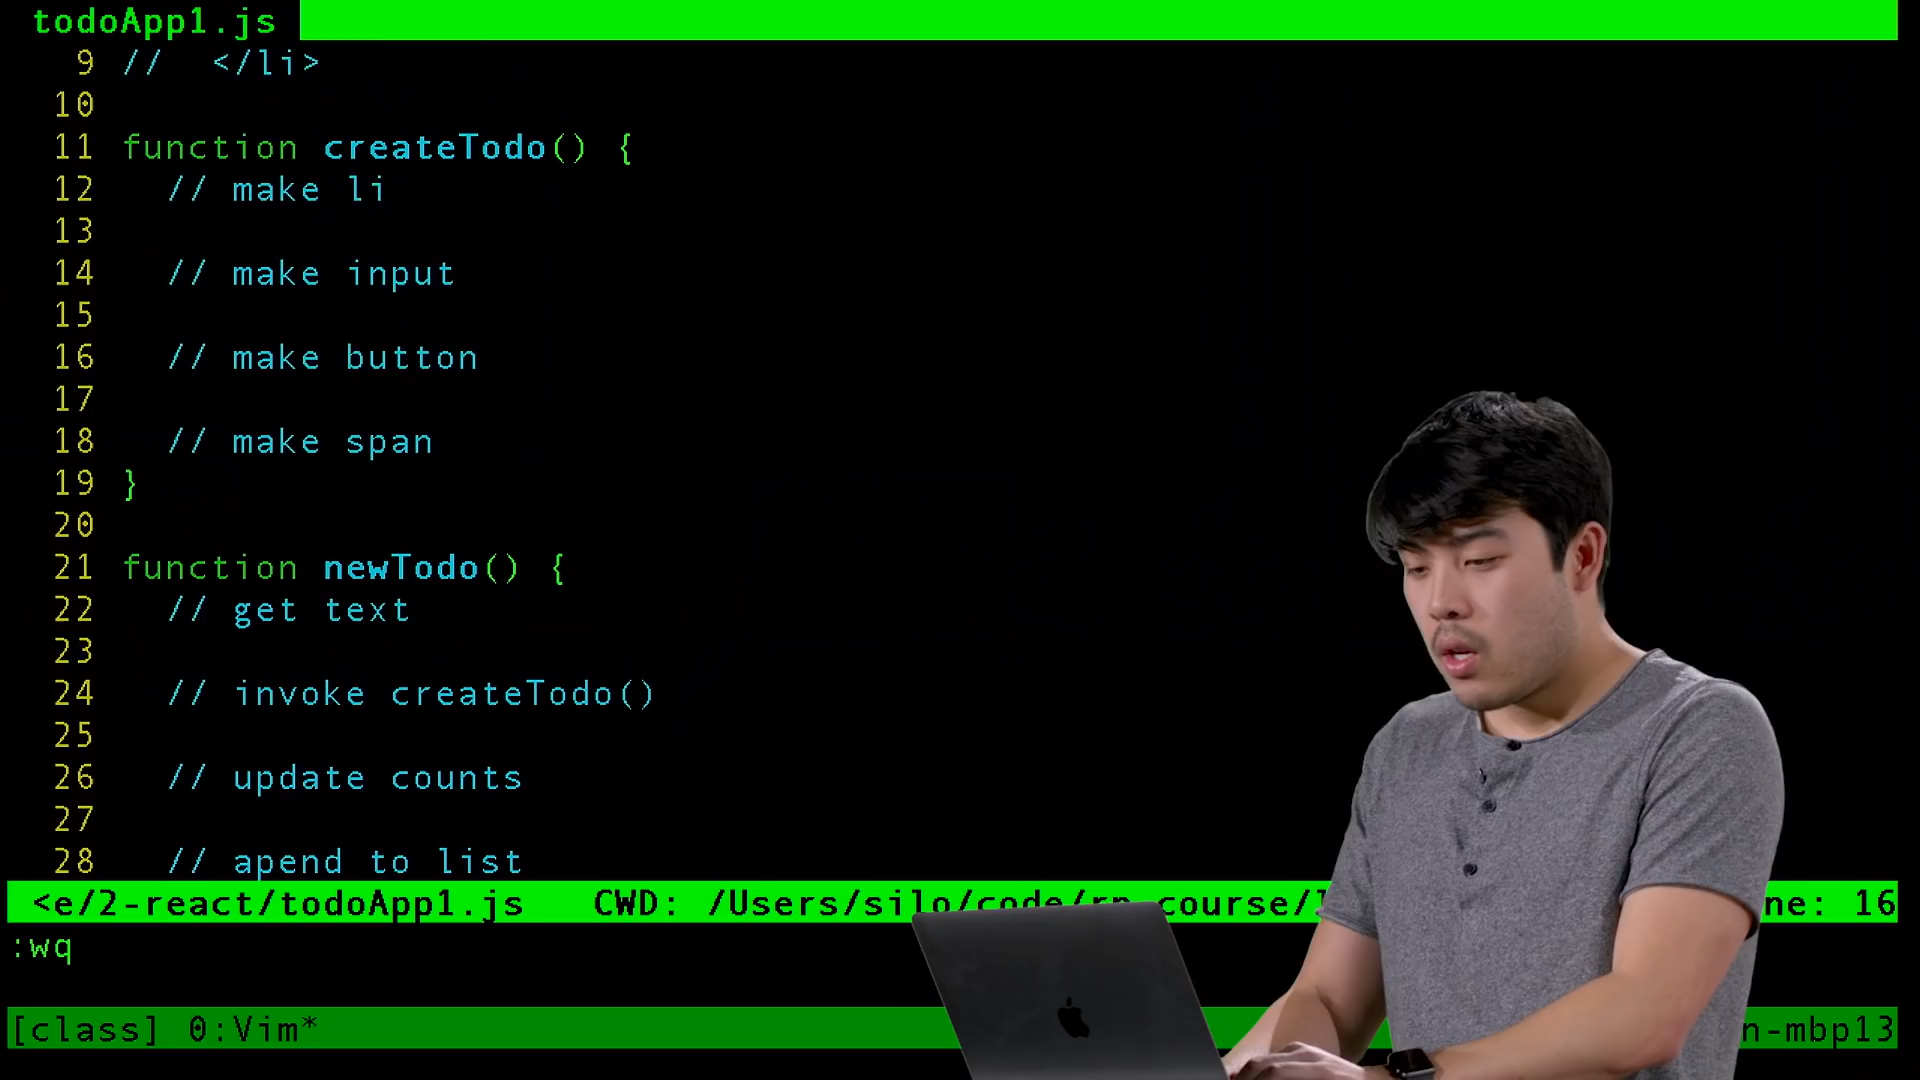 todoApp1.js
9 //  </li>
10
11 function createTodo() {
12   // make li
13
14   // make input
15
16   // make button
17
18   // make span
19 }
20
21 function newTodo() {
22   // get text
23
24   // invoke createTodo()
25
26   // update counts
27
28   // apend to list
<e/2-react/todoApp1.js   CWD: /Users/silo/code/rn-course/ ne: 16
:wq
[class] 0:Vim* n-mbp13